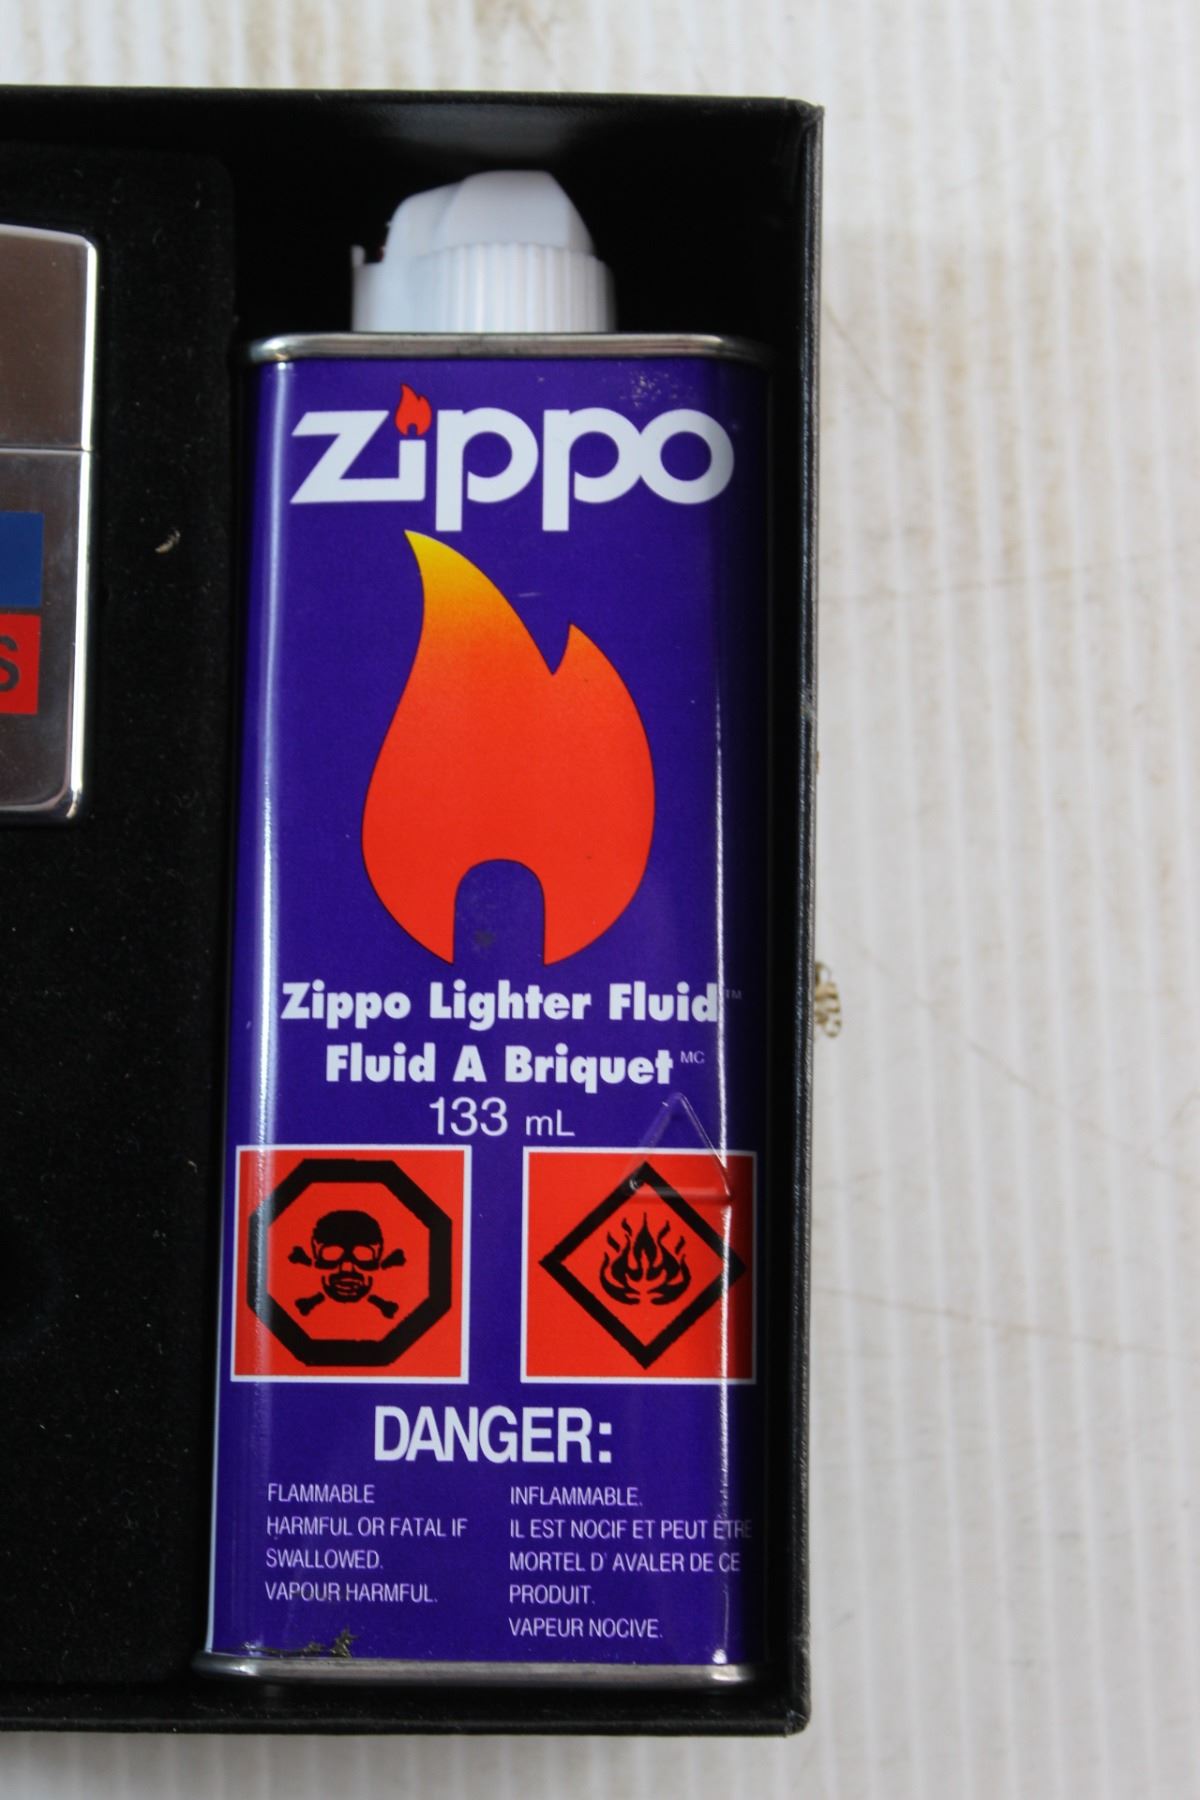 zippo
S
Zippo Lighter Fluid™
Fluid A Briquet MC
133 mL
DANGER:
FLAMMABLE
HARMFUL OR FATAL IF
SWALLOWED.
VAPOUR HARMFUL.
INFLAMMABLE.
IL EST NOCIF ET PEUT ETRE
MORTEL D' AVALER DE CE
PRODUIT.
VAPEUR NOCIVE.